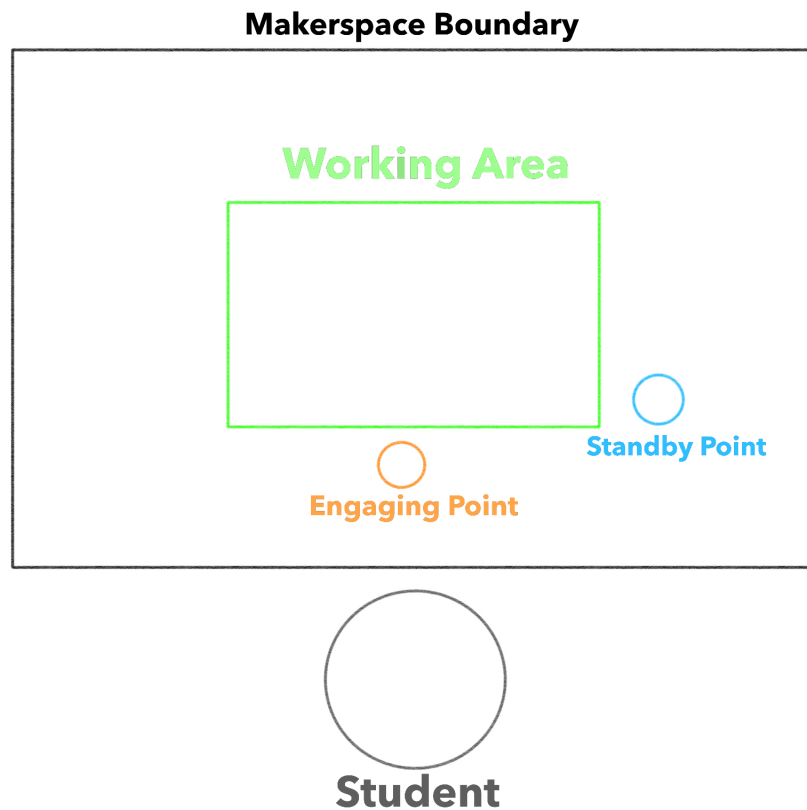 Makerspace Boundary
Working Area
Standby Point
Engaging Point
Student